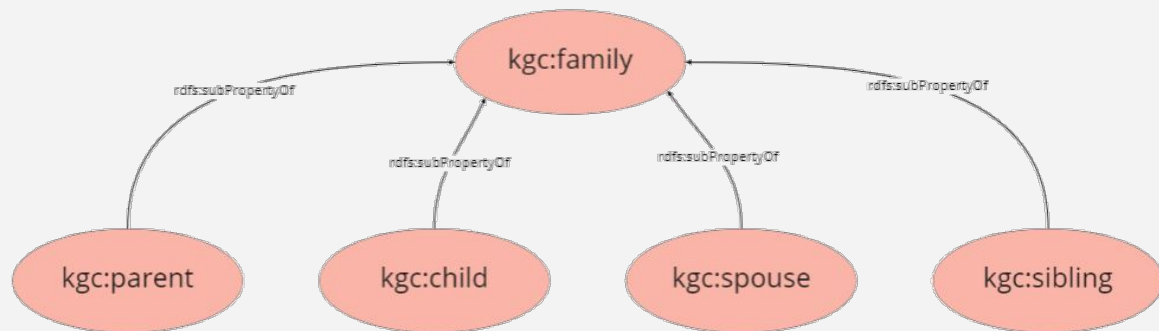 kgc:family
rdfs:subPropertyOf
rdfs:subPropertyOf
rdfs:subPropertyOf
rdfs:subPropertyOf
kgc:parent
kgc:child
kgc:spouse
kgc:sibling